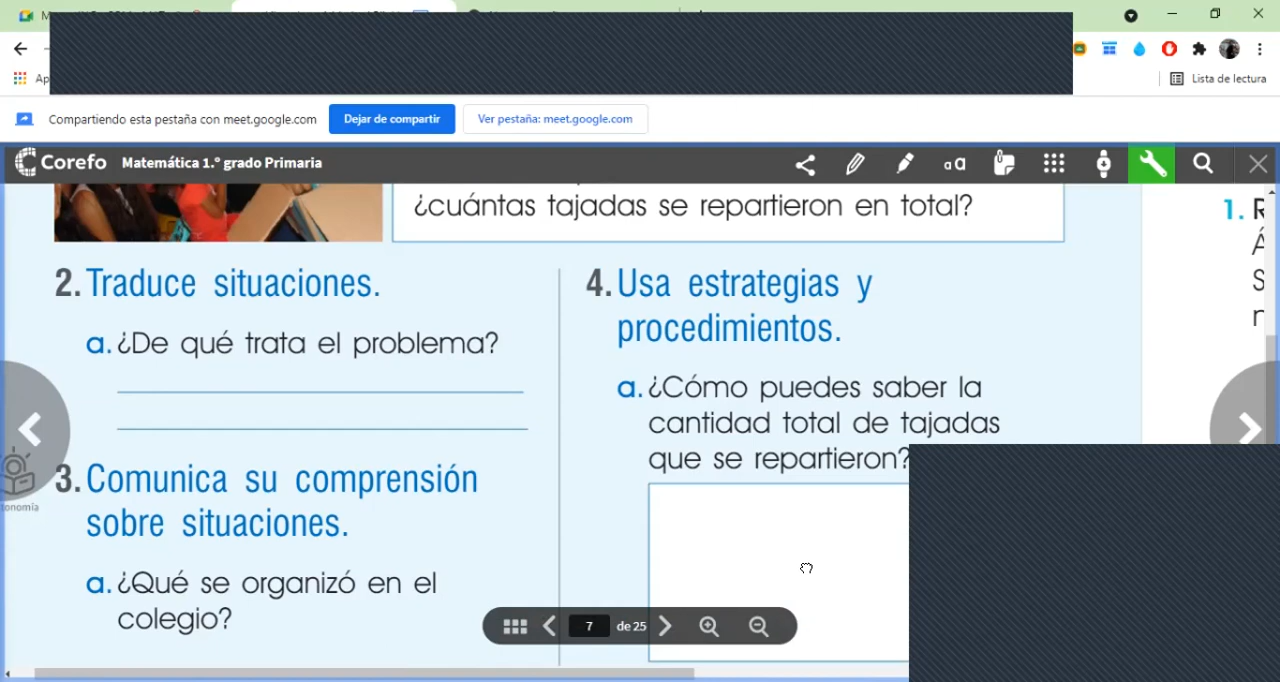 Lista de lectura
Compartiendo esta pestaña con meet.google.com
Dejar de compartir
Ver pestaña: meet.google.com
Corefo
Matemática 1.º grado Primaria
aa
¿cuántas tajadas se repartieron en total?
2. Traduce situaciones.
a. ¿De qué trata el problema?
3. Comunica su comprensión
sobre situaciones.
a. ¿Qué se organizó en el
colegio?
4. Usa estrategias y
procedimientos.
a. ¿Cómo puedes saber la
cantidad total de tajadas
que se repartieron?
1.
7 de 25